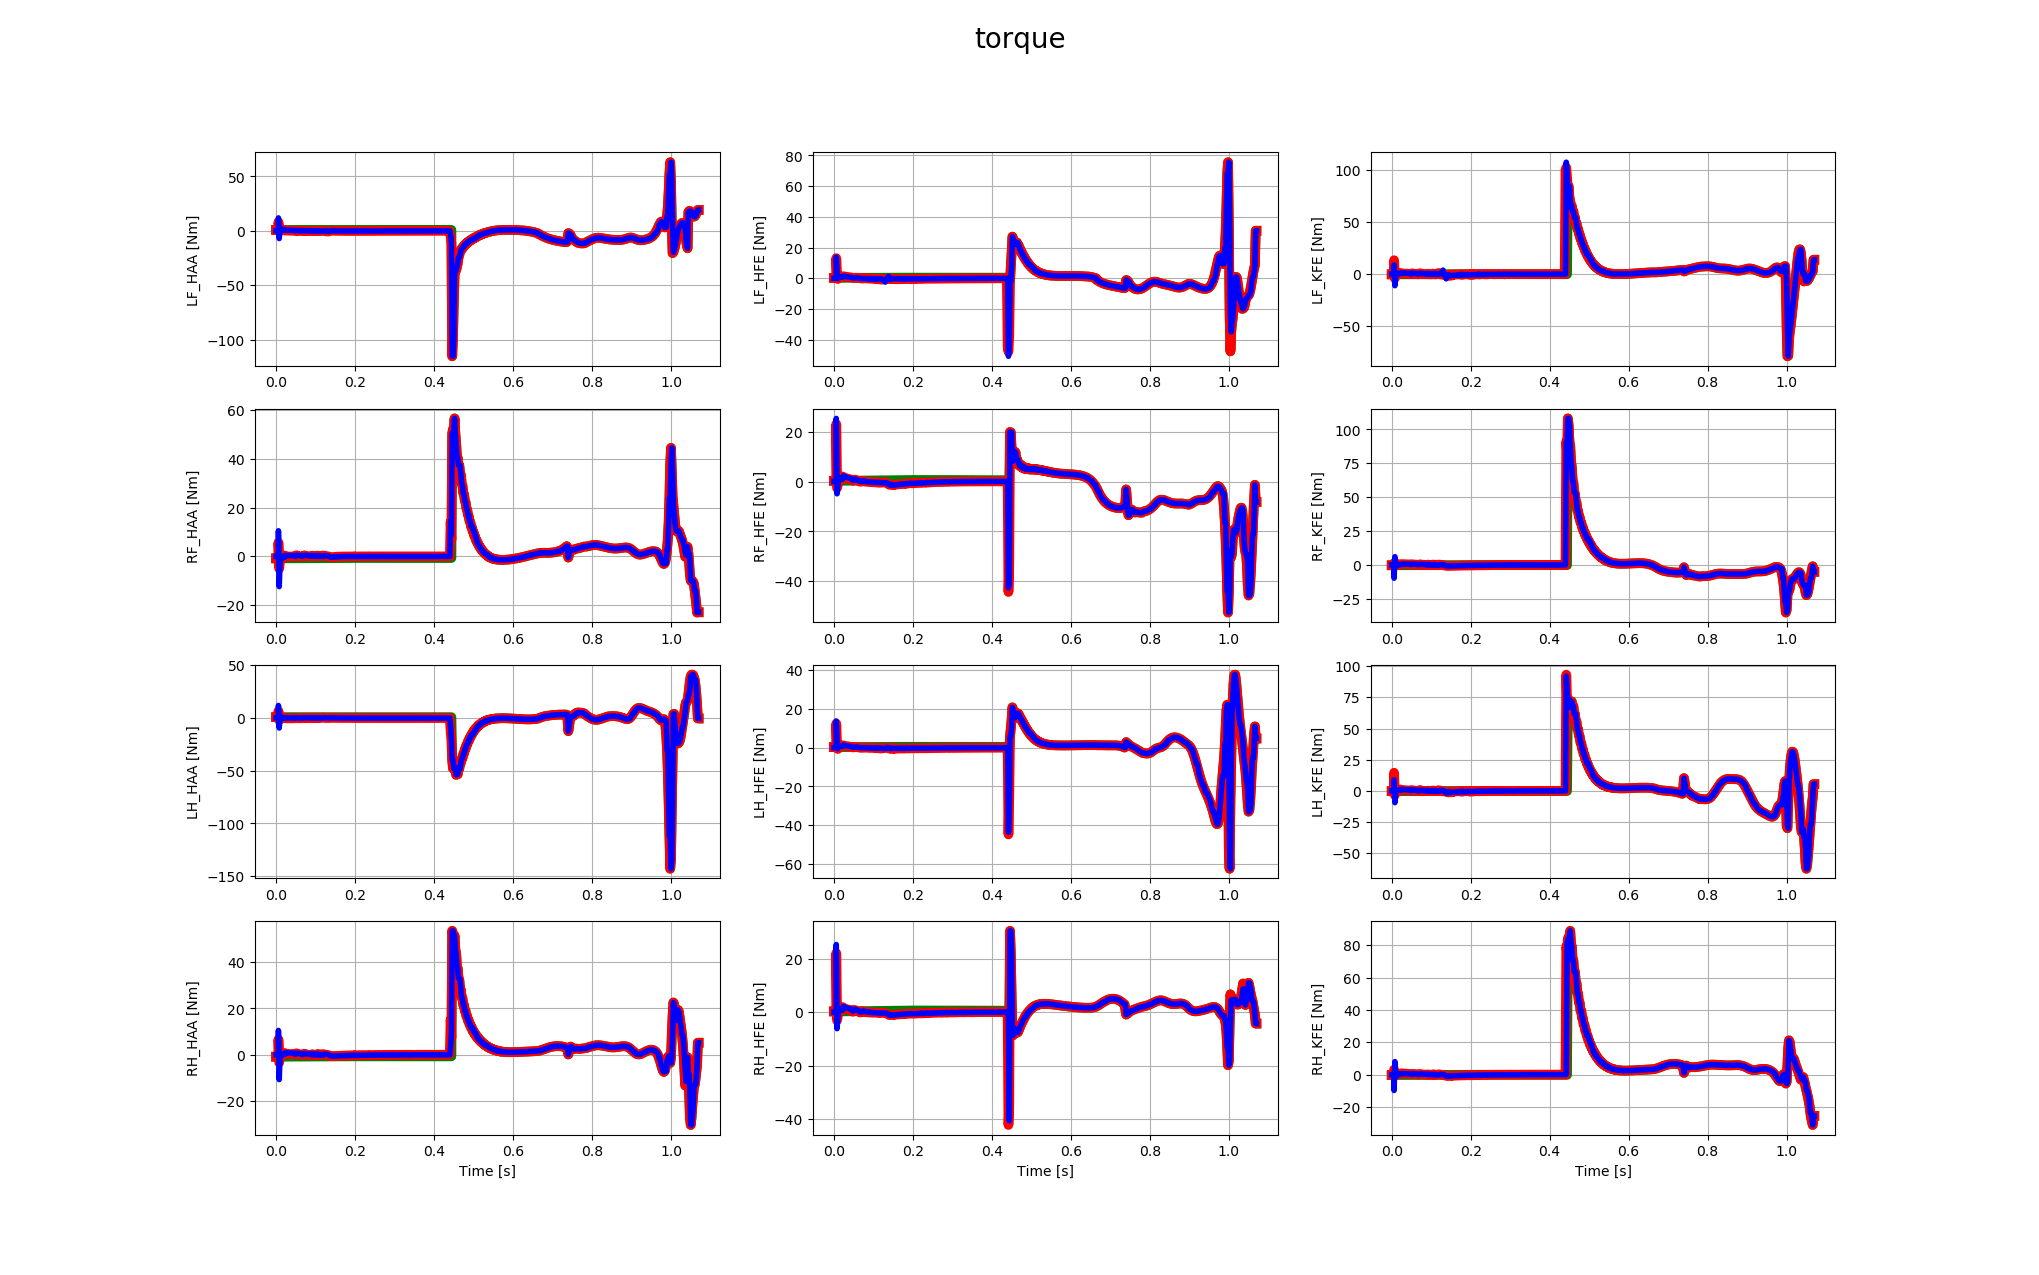 torque
LF_HAA [Nm]
50
0
−50
−100
0.0 0.2 0.4 0.6 0.8 1.0
LF_HFE [Nm]
80
60
40
20
0
−20
−40
0.0 0.2 0.4 0.6 0.8 1.0
LF_KFE [Nm]
100
50
0
−50
0.0 0.2 0.4 0.6 0.8 1.0
RF_HAA [Nm]
60
40
20
0
−20
0.0 0.2 0.4 0.6 0.8 1.0
RF_HFE [Nm]
20
0
−20
−40
0.0 0.2 0.4 0.6 0.8 1.0
RF_KFE [Nm]
100
75
50
25
0
−25
0.0 0.2 0.4 0.6 0.8 1.0
LH_HAA [Nm]
50
0
−50
−100
−150
0.0 0.2 0.4 0.6 0.8 1.0
LH_HFE [Nm]
40
20
0
−20
−40
−60
0.0 0.2 0.4 0.6 0.8 1.0
LH_KFE [Nm]
100
75
50
25
0
−25
−50
0.0 0.2 0.4 0.6 0.8 1.0
RH_HAA [Nm]
40
20
0
−20
0.0 0.2 0.4 0.6 0.8 1.0
Time [s]
RH_HFE [Nm]
20
0
−20
−40
0.0 0.2 0.4 0.6 0.8 1.0
Time [s]
RH_KFE [Nm]
80
60
40
20
0
−20
0.0 0.2 0.4 0.6 0.8 1.0
Time [s]